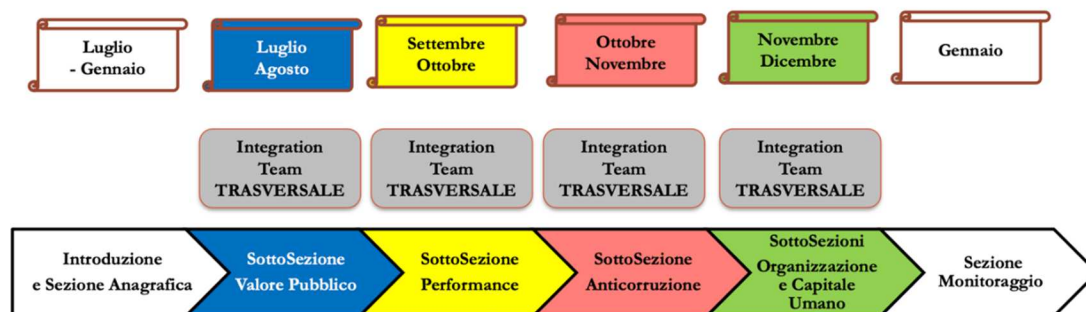 Luglio
- Gennaio
Luglio
Agosto
Settembre
Ottobre
Ottobre
Novembre
Novembre
Dicembre
Gennaio
Integration
Team
TRASVERSALE
Integration
Team
TRASVERSALE
Integration
Team
TRASVERSALE
Integration
Team
TRASVERSALE
Introduzione
e Sezione Anagrafica
SottoSezione
Valore Pubblico
SottoSezione
Performance
SottoSezione
Anticorruzione
SottoSezioni
Organizzazione
e Capitale
Umano
Sezione
Monitoraggio